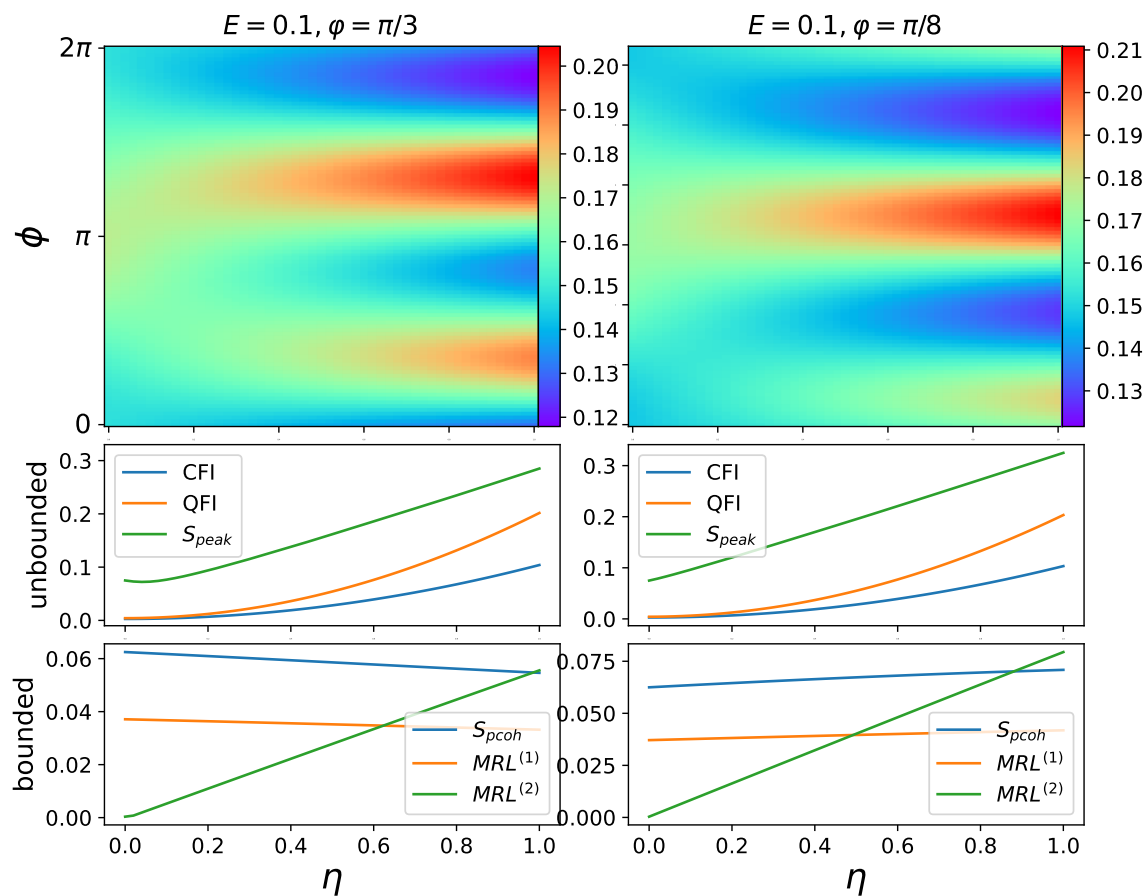 E = 0.1, φ = π/3
E = 0.1, φ = π/8
2π
π
0
ϕ
0.20
0.19
0.18
0.17
0.16
0.15
0.14
0.13
0.12
0.21
0.20
0.19
0.18
0.17
0.16
0.15
0.14
0.13
unbounded
0.3
0.2
0.1
0.0
CFI
QFI
S_peak
0.3
0.2
0.1
0.0
CFI
QFI
S_peak
bounded
0.06
0.04
0.02
0.00
S_pcoh
MRL^(1)
MRL^(2)
0.075
0.050
0.025
0.000
S_pcoh
MRL^(1)
MRL^(2)
0.0 0.2 0.4 0.6 0.8 1.0
0.0 0.2 0.4 0.6 0.8 1.0
η
η